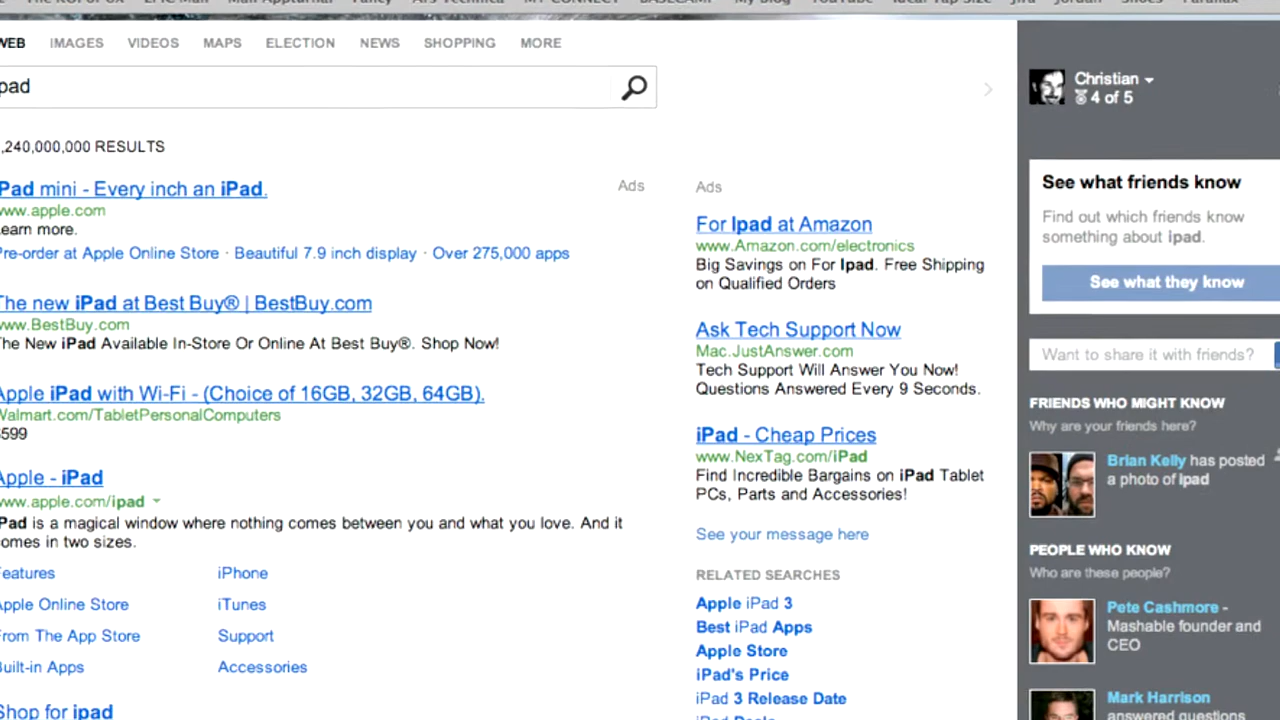 WEB IMAGES VIDEOS MAPS ELECTION NEWS SHOPPING MORE
pad
,240,000,000 RESULTS
Pad mini - Every inch an iPad.
Ads
www.apple.com
earn more.
Pre-order at Apple Online Store · Beautiful 7.9 inch display · Over 275,000 apps
The new iPad at Best Buy® | BestBuy.com
www.BestBuy.com
The New iPad Available In-Store Or Online At Best Buy®. Shop Now!
Apple iPad with Wi-Fi - (Choice of 16GB, 32GB, 64GB).
Walmart.com/TabletPersonalComputers
$599
Apple - iPad
www.apple.com/ipad
iPad is a magical window where nothing comes between you and what you love. And it
comes in two sizes.
Features iPhone
Apple Online Store iTunes
From The App Store Support
Built-in Apps Accessories
Shop for ipad
Ads
For Ipad at Amazon
www.Amazon.com/electronics
Big Savings on For Ipad. Free Shipping
on Qualified Orders
Ask Tech Support Now
Mac.JustAnswer.com
Tech Support Will Answer You Now!
Questions Answered Every 9 Seconds.
iPad - Cheap Prices
www.NexTag.com/iPad
Find Incredible Bargains on iPad Tablet
PCs, Parts and Accessories!
See your message here
RELATED SEARCHES
Apple iPad 3
Best iPad Apps
Apple Store
iPad's Price
iPad 3 Release Date
iPad Deals
Christian
4 of 5
See what friends know
Find out which friends know
something about ipad.
See what they know
Want to share it with friends?
FRIENDS WHO MIGHT KNOW
Why are your friends here?
Brian Kelly has posted
a photo of ipad
PEOPLE WHO KNOW
Who are these people?
Pete Cashmore -
Mashable founder and
CEO
Mark Harrison
answered questions